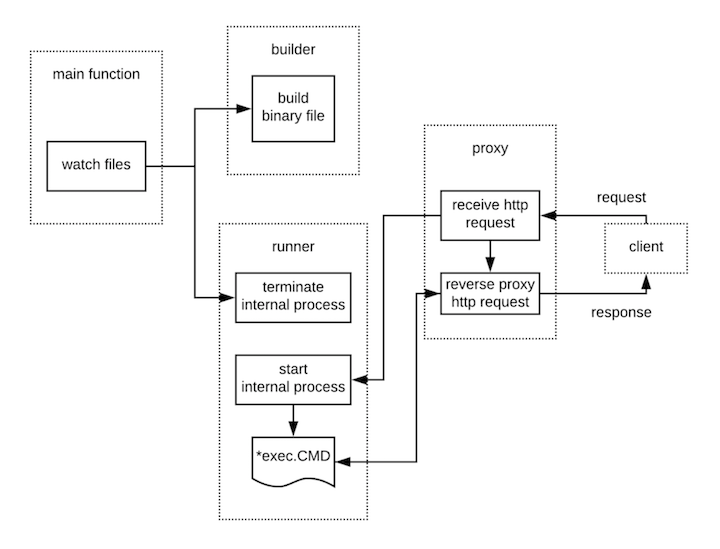 main function
watch files
builder
build
binary file
runner
terminate
internal process
start
internal process
*exec.CMD
proxy
receive http
request
reverse proxy
http request
request
client
response